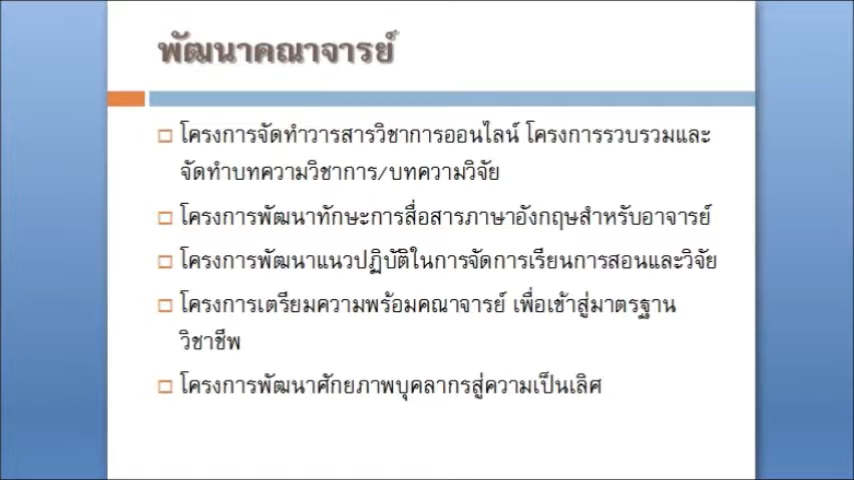 พัฒนาคณาจารย์
โครงการจัดทำวารสารวิชาการออนไลน์ โครงการรวบรวมและ
จัดทำบทความวิชาการ/บทความวิจัย
โครงการพัฒนาทักษะการสื่อสารภาษาอังกฤษสำหรับอาจารย์
โครงการพัฒนาแนวปฏิบัติในการจัดการเรียนการสอนและวิจัย
โครงการเตรียมความพร้อมคณาจารย์ เพื่อเข้าสู่มาตรฐาน
วิชาชีพ
โครงการพัฒนาศักยภาพบุคลากรสู่ความเป็นเลิศ